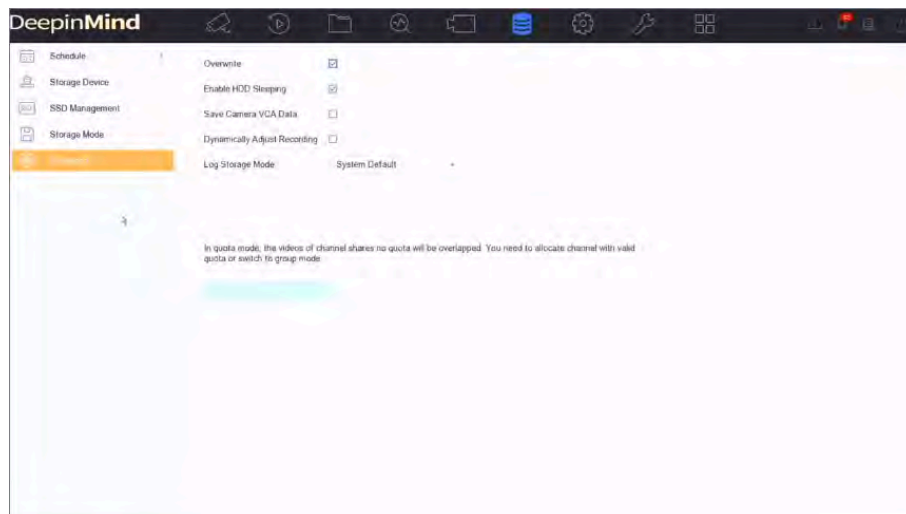 DeepinMind
Schedule
Storage Device
SSD Management
Storage Mode
Overwrite
Enable HDD Sleeping
Save Camera VCA Data
Dynamically Adjust Recording
Log Storage Mode System Default
In quota mode, the videos of channel shares no quota will be overlapped. You need to allocate channel with valid
quota or switch to group mode